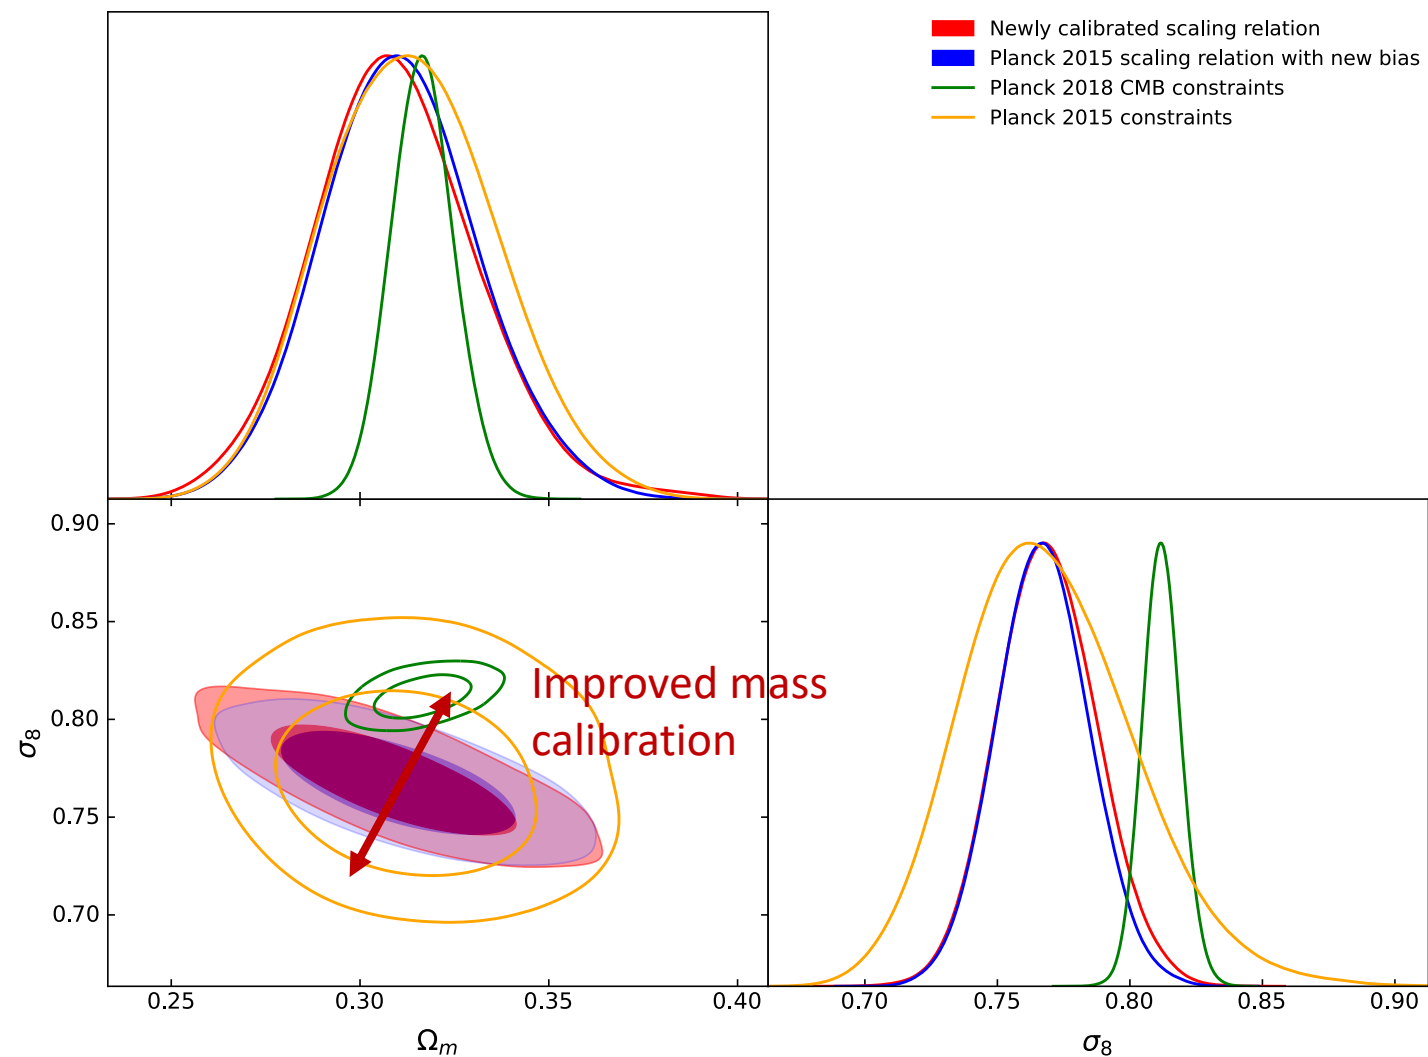 Newly calibrated scaling relation
Planck 2015 scaling relation with new bias
Planck 2018 CMB constraints
Planck 2015 constraints
0.90
0.85
0.80
0.75
0.70
σ8
Improved mass
calibration
0.25 0.30 0.35 0.40
Ωm
0.70 0.75 0.80 0.85 0.90
σ8